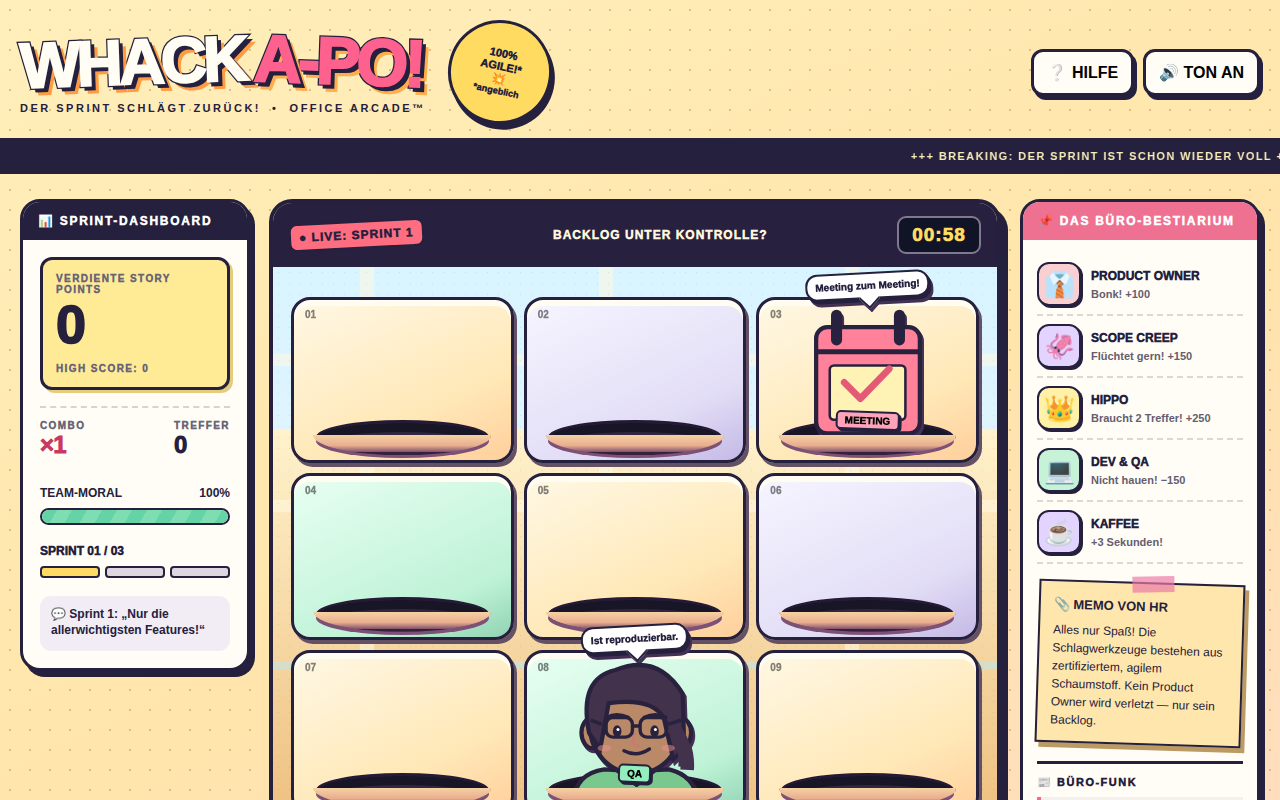 WHACK A-PO!
DER SPRINT SCHLÄGT ZURÜCK! • OFFICE ARCADE™
100%
AGILE!*
*angeblich
HILFE
TON AN
+++ BREAKING: DER SPRINT IST SCHON WIEDER VOLL
SPRINT-DASHBOARD
VERDIENTE STORY
POINTS
0
HIGH SCORE: 0
COMBO
×1
TREFFER
0
TEAM-MORAL 100%
SPRINT 01 / 03
Sprint 1: „Nur die
allerwichtigsten Features!“
● LIVE: SPRINT 1
BACKLOG UNTER KONTROLLE?
00:58
01
02
03
Meeting zum Meeting!
MEETING
04
05
06
07
08
Ist reproduzierbar.
QA
09
DAS BÜRO-BESTIARIUM
PRODUCT OWNER
Bonk! +100
SCOPE CREEP
Flüchtet gern! +150
HIPPO
Braucht 2 Treffer! +250
DEV & QA
Nicht hauen! −150
KAFFEE
+3 Sekunden!
MEMO VON HR
Alles nur Spaß! Die
Schlagwerkzeuge bestehen aus
zertifiziertem, agilem
Schaumstoff. Kein Product
Owner wird verletzt — nur sein
Backlog.
BÜRO-FUNK